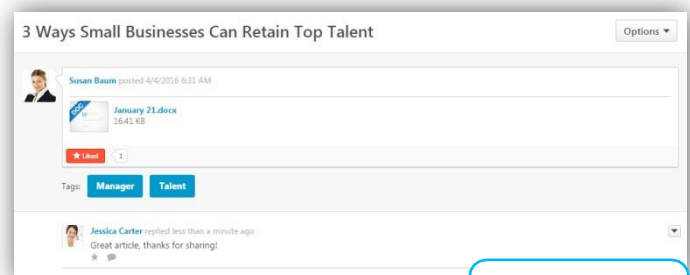 3 Ways Small Businesses Can Retain Top Talent
Options
Susan Baum posted 4/4/2016 6:31 AM
DOC
W
January 21.docx
16.41 KB
Liked 1
Tags: Manager Talent
Jessica Carter replied less than a minute ago
Great article, thanks for sharing!